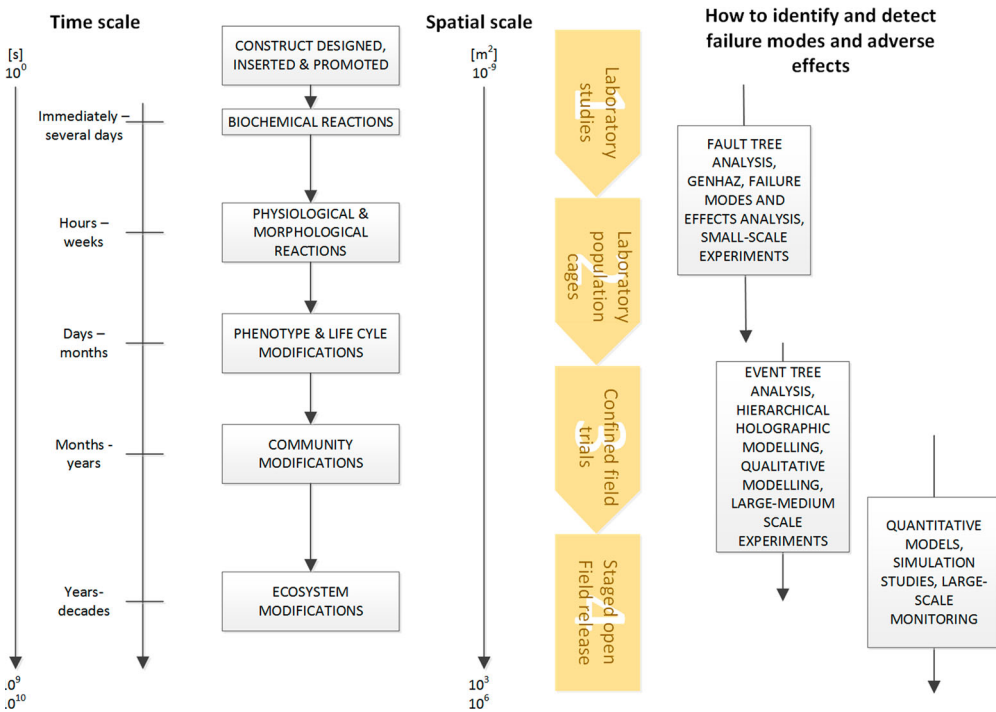 Time scale
[s]
10⁰
Immediately –
several days
Hours –
weeks
Days –
months
Months -
years
Years-
decades
.0⁹
.0¹⁰
CONSTRUCT DESIGNED,
INSERTED & PROMOTED
BIOCHEMICAL REACTIONS
PHYSIOLOGICAL &
MORPHOLOGICAL
REACTIONS
PHENOTYPE & LIFE CYLE
MODIFICATIONS
COMMUNITY
MODIFICATIONS
ECOSYSTEM
MODIFICATIONS
Spatial scale
[m²]
10⁻⁹
10³
10⁶
1
Laboratory
studies
2
Laboratory
population
cages
3
Confined field
trials
4
Staged open
Field release
How to identify and detect
failure modes and adverse
effects
FAULT TREE
ANALYSIS,
GENHAZ, FAILURE
MODES AND
EFFECTS ANALYSIS,
SMALL-SCALE
EXPERIMENTS
EVENT TREE
ANALYSIS,
HIERARCHICAL
HOLOGRAPHIC
MODELLING,
QUALITATIVE
MODELLING,
LARGE-MEDIUM
SCALE
EXPERIMENTS
QUANTITATIVE
MODELS,
SIMULATION
STUDIES, LARGE-
SCALE
MONITORING